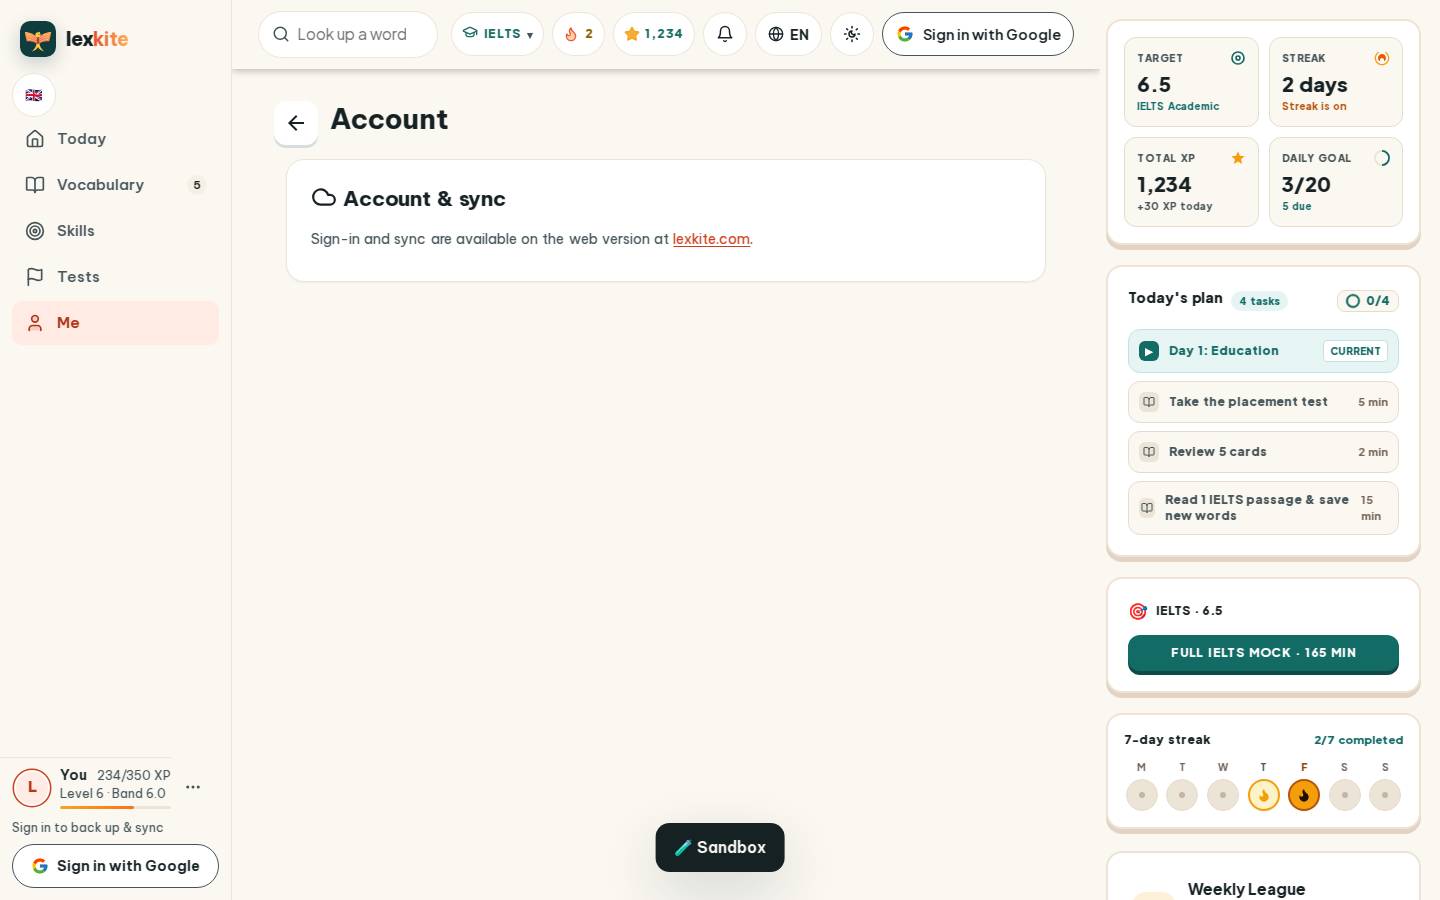 lexkite
Today
Vocabulary 5
Skills
Tests
Me
L
You 234/350 XP
Level 6 · Band 6.0
Sign in to back up & sync
Sign in with Google
Look up a word
IELTS ▾
2
1,234
EN
Sign in with Google
Account
Account & sync
Sign-in and sync are available on the web version at lexkite.com.
Sandbox
TARGET
6.5
IELTS Academic
STREAK
2 days
Streak is on
TOTAL XP
1,234
+30 XP today
DAILY GOAL
3/20
5 due
Today's plan 4 tasks 0/4
Day 1: Education CURRENT
Take the placement test 5 min
Review 5 cards 2 min
Read 1 IELTS passage & save 15
new words min
IELTS · 6.5
FULL IELTS MOCK · 165 MIN
7-day streak 2/7 completed
M T W T F S S
Weekly League